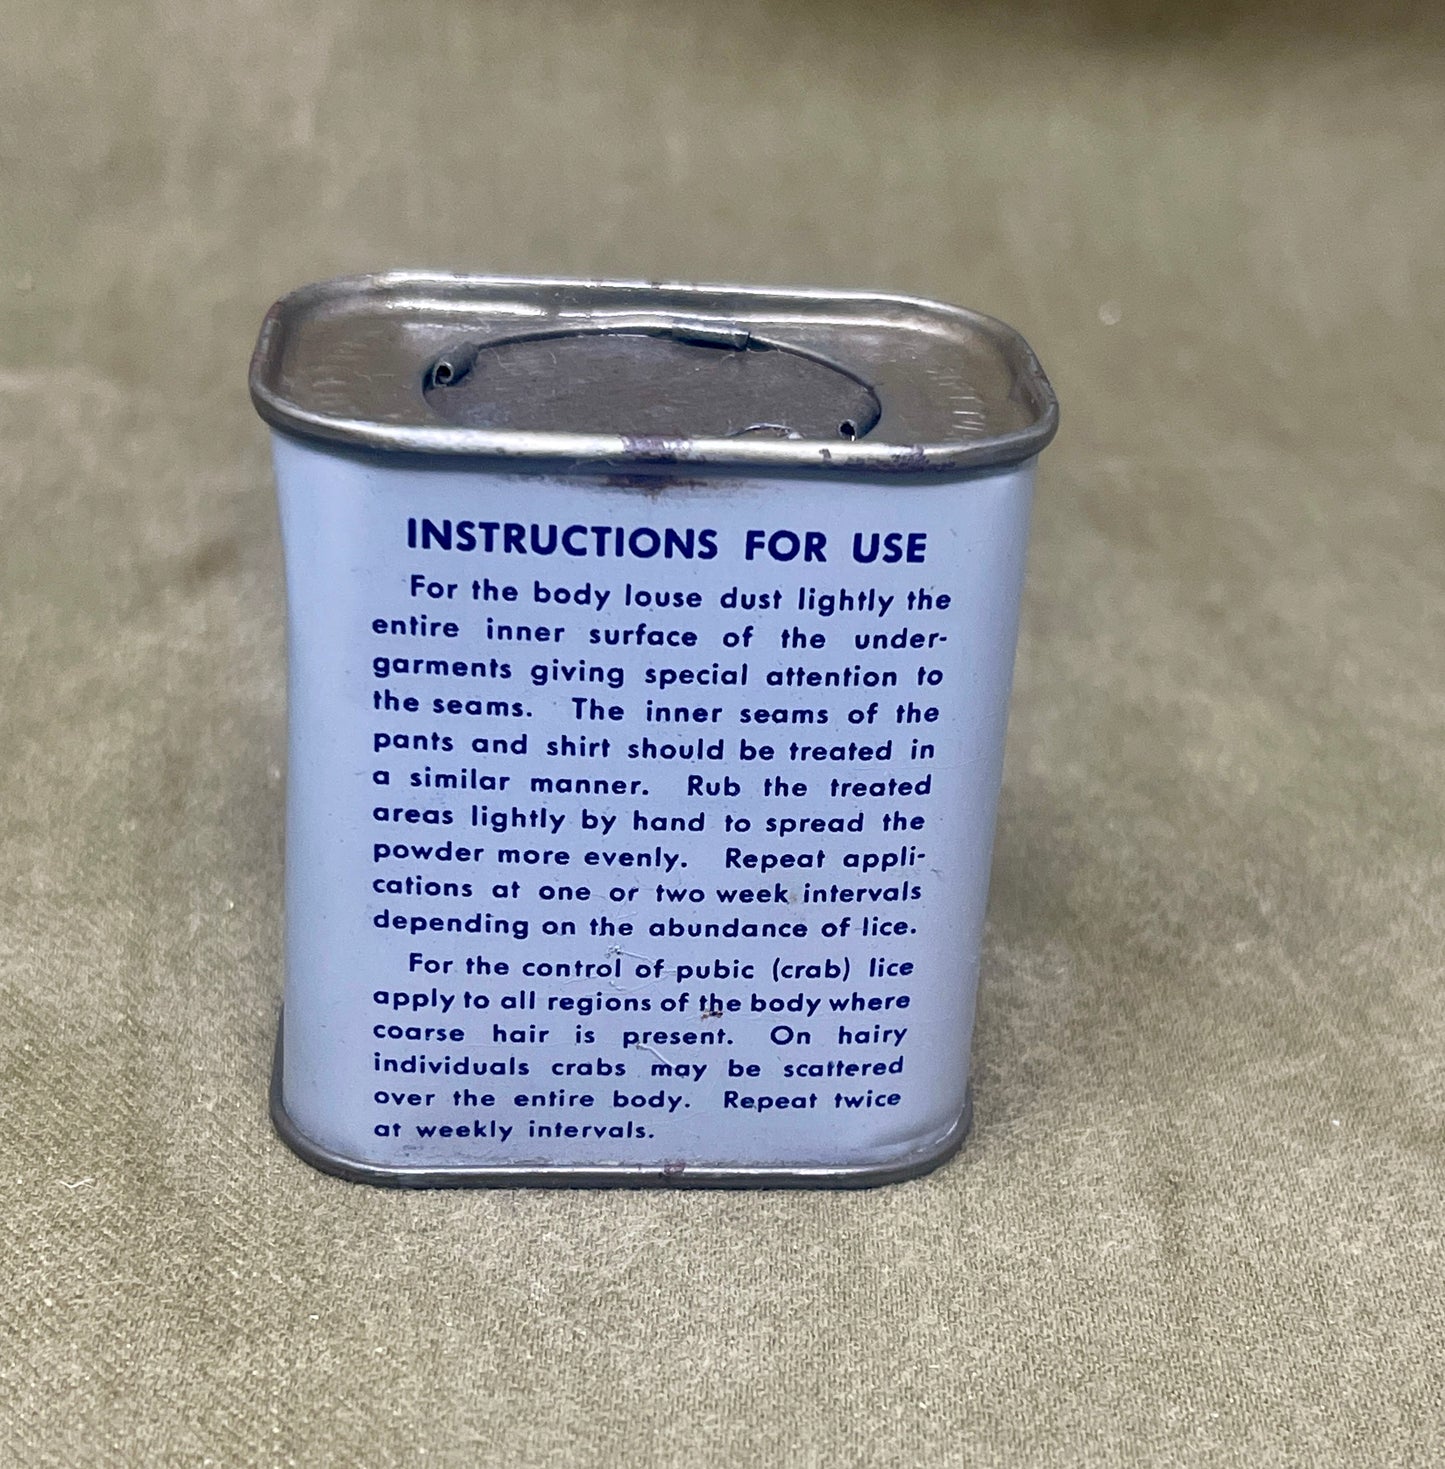 INSTRUCTIONS FOR USE
For the body louse dust lightly the
entire inner surface of the under-
garments giving special attention to
the seams. The inner seams of the
pants and shirt should be treated in
a similar manner. Rub the treated
areas lightly by hand to spread the
powder more evenly. Repeat appli-
cations at one or two week intervals
depending on the abundance of lice.
For the control of pubic (crab) lice
apply to all regions of the body where
coarse hair is present. On hairy
individuals crabs may be scattered
over the entire body. Repeat twice
at weekly intervals.